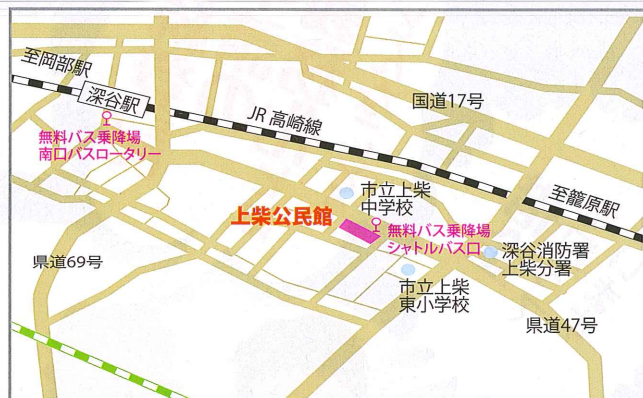 至岡部駅
深谷駅
無料バス乗降場
南口バスロータリー
JR 高崎線
国道17号
至籠原駅
市立上柴
中学校
上柴公民館
無料バス乗降場
シャトルバス口
深谷消防署
上柴分署
市立上柴
東小学校
県道69号
県道47号